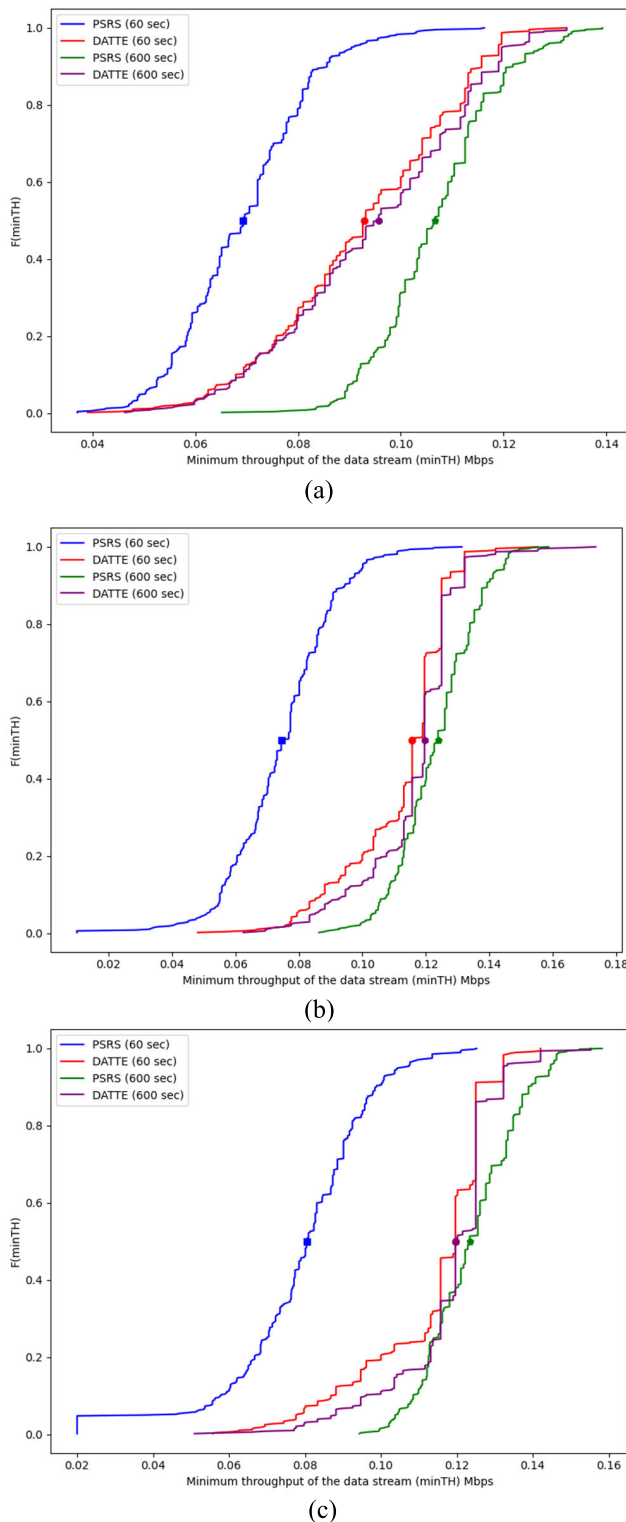 PSRS (60 sec)
DATTE (60 sec)
PSRS (600 sec)
DATTE (600 sec)
1.0
0.8
0.6
0.4
0.2
0.0
F(minTH)
0.04 0.06 0.08 0.10 0.12 0.14
Minimum throughput of the data stream (minTH) Mbps
(a)
PSRS (60 sec)
DATTE (60 sec)
PSRS (600 sec)
DATTE (600 sec)
1.0
0.8
0.6
0.4
0.2
0.0
F(minTH)
0.02 0.04 0.06 0.08 0.10 0.12 0.14 0.16 0.18
Minimum throughput of the data stream (minTH) Mbps
(b)
PSRS (60 sec)
DATTE (60 sec)
PSRS (600 sec)
DATTE (600 sec)
1.0
0.8
0.6
0.4
0.2
0.0
F(minTH)
0.02 0.04 0.06 0.08 0.10 0.12 0.14 0.16
Minimum throughput of the data stream (minTH) Mbps
(c)